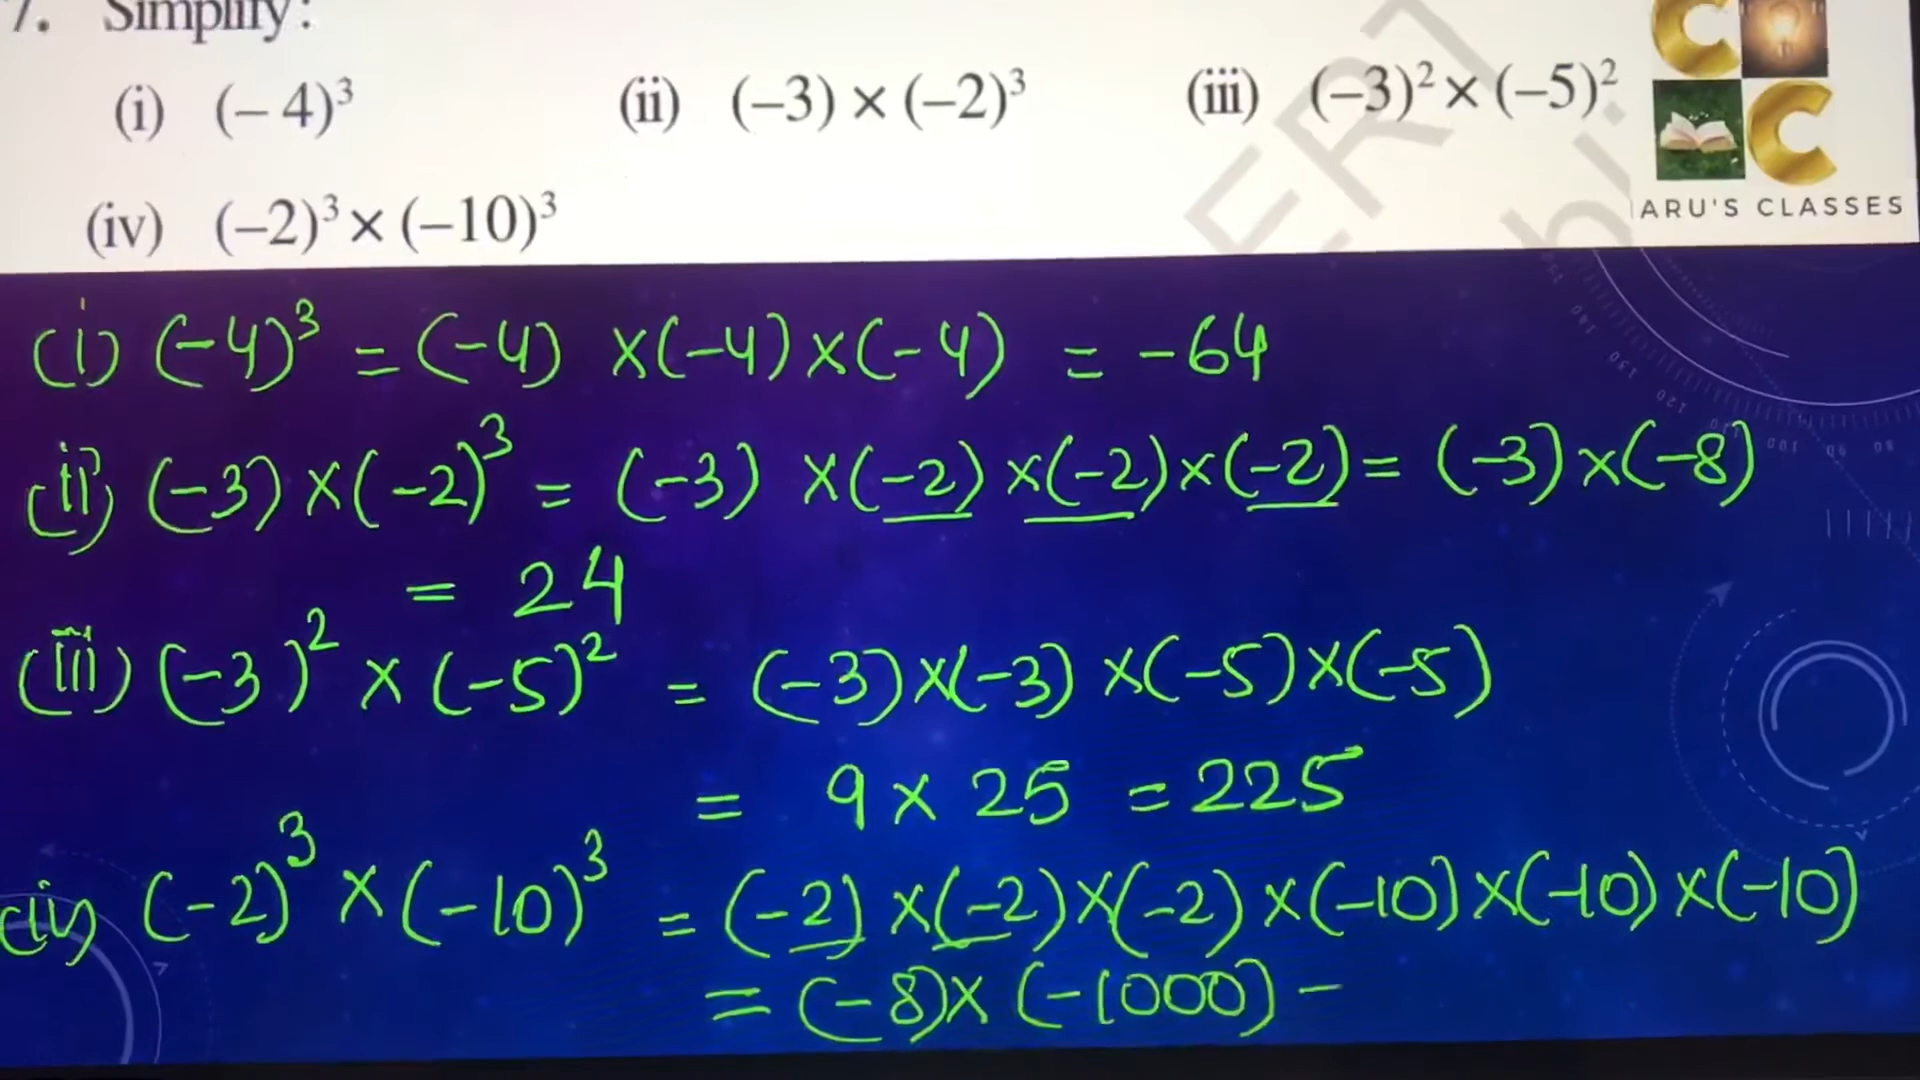 7. Simplify:
(i) (– 4)³ (ii) (–3) × (–2)³ (iii) (–3)² × (–5)²
(iv) (–2)³ × (–10)³
C
C
ARU'S CLASSES
ERT
(i) (-4)³ = (-4) ×(-4)×(-4) = -64
(ii) (-3)×(-2)³ = (-3) ×(-2)×(-2)×(-2)= (-3)×(-8)
= 24
(iii) (-3)² × (-5)² = (-3)×(-3)×(-5)×(-5)
= 9 × 25 = 225
(iv) (-2)³ ×(-10)³ = (-2)×(-2)×(-2)×(-10)×(-10)×(-10)
= (-8)× (-1000) -